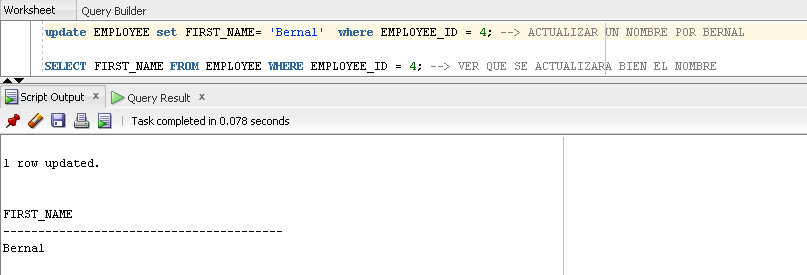 Worksheet Query Builder
update EMPLOYEE set FIRST_NAME= 'Bernal'  where EMPLOYEE_ID = 4; --> ACTUALIZAR UN NOMBRE POR BERNAL
SELECT FIRST_NAME FROM EMPLOYEE WHERE EMPLOYEE_ID = 4; --> VER QUE SE ACTUALIZARA BIEN EL NOMBRE
Script Output x Query Result x
Task completed in 0.078 seconds
1 row updated.
FIRST_NAME
----------------------------------------
Bernal